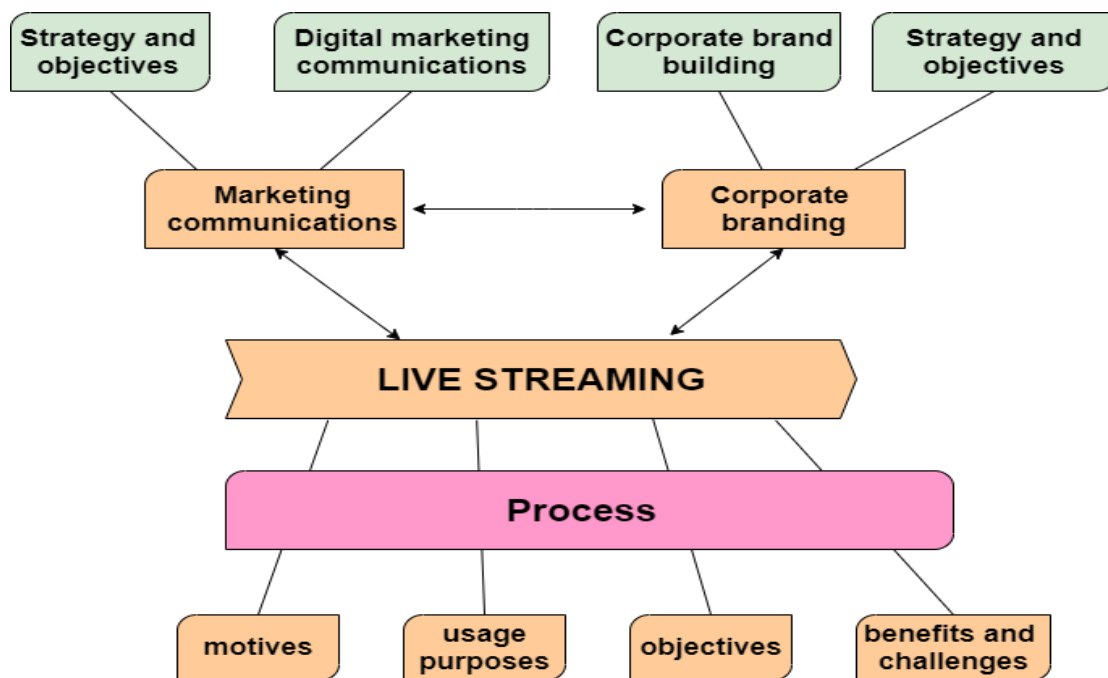 Strategy and
objectives
Digital marketing
communications
Corporate brand
building
Strategy and
objectives
Marketing
communications
Corporate
branding
LIVE STREAMING
Process
motives
usage
purposes
objectives
benefits and
challenges